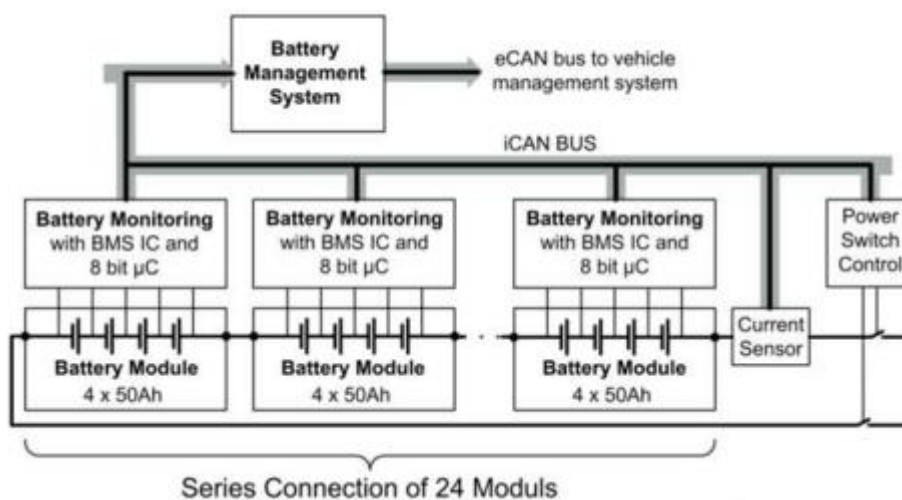 Battery
Management
System
eCAN bus to vehicle
management system
iCAN BUS
Battery Monitoring
with BMS IC and
8 bit µC
Battery Monitoring
with BMS IC and
8 bit µC
Battery Monitoring
with BMS IC and
8 bit µC
Power
Switch
Control
Battery Module
4 x 50Ah
Battery Module
4 x 50Ah
Battery Module
4 x 50Ah
Current
Sensor
Series Connection of 24 Moduls